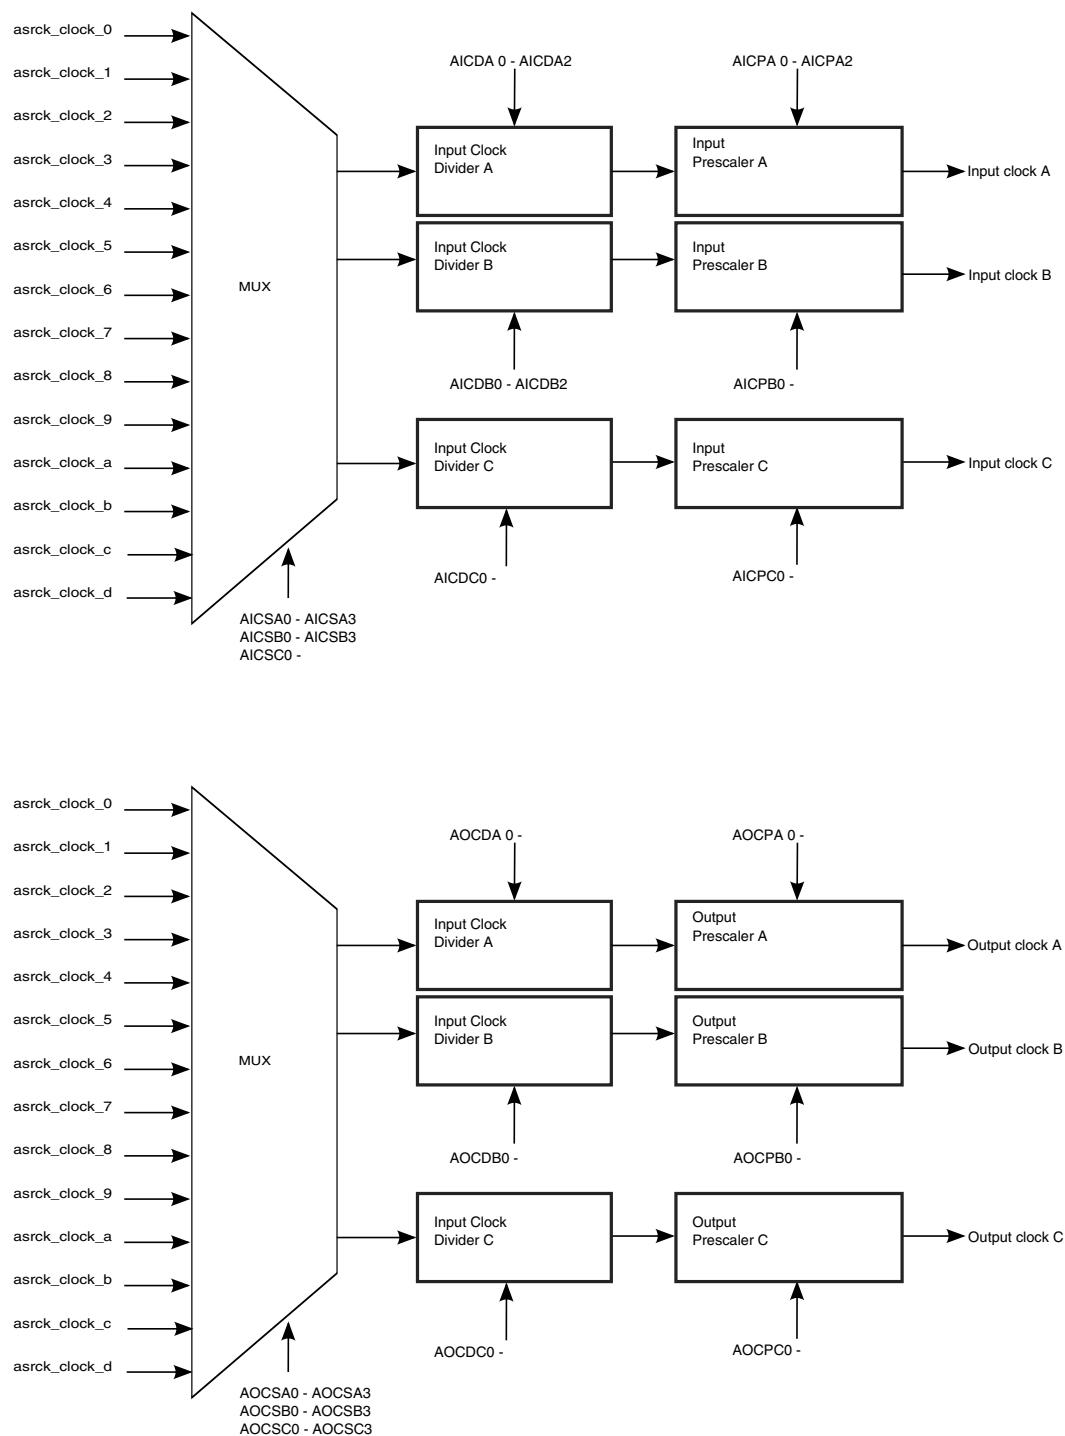 asrck_clock_0
asrck_clock_1
asrck_clock_2
asrck_clock_3
asrck_clock_4
asrck_clock_5
asrck_clock_6
asrck_clock_7
asrck_clock_8
asrck_clock_9
asrck_clock_a
asrck_clock_b
asrck_clock_c
asrck_clock_d
MUX
AICSA0 - AICSA3
AICSB0 - AICSB3
AICSC0 -
AICDA 0 - AICDA2
AICPA 0 - AICPA2
Input Clock
Divider A
Input
Prescaler A
Input clock A
Input Clock
Divider B
Input
Prescaler B
Input clock B
AICDB0 - AICDB2
AICPB0 -
Input Clock
Divider C
Input
Prescaler C
Input clock C
AICDC0 -
AICPC0 -
asrck_clock_0
asrck_clock_1
asrck_clock_2
asrck_clock_3
asrck_clock_4
asrck_clock_5
asrck_clock_6
asrck_clock_7
asrck_clock_8
asrck_clock_9
asrck_clock_a
asrck_clock_b
asrck_clock_c
asrck_clock_d
MUX
AOCSA0 - AOCSA3
AOCSB0 - AOCSB3
AOCSC0 - AOCSC3
AOCDA 0 -
AOCPA 0 -
Input Clock
Divider A
Output
Prescaler A
Output clock A
Input Clock
Divider B
Output
Prescaler B
Output clock B
AOCDB0 -
AOCPB0 -
Input Clock
Divider C
Output
Prescaler C
Output clock C
AOCDC0 -
AOCPC0 -